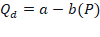 Q_d = a − b(P)